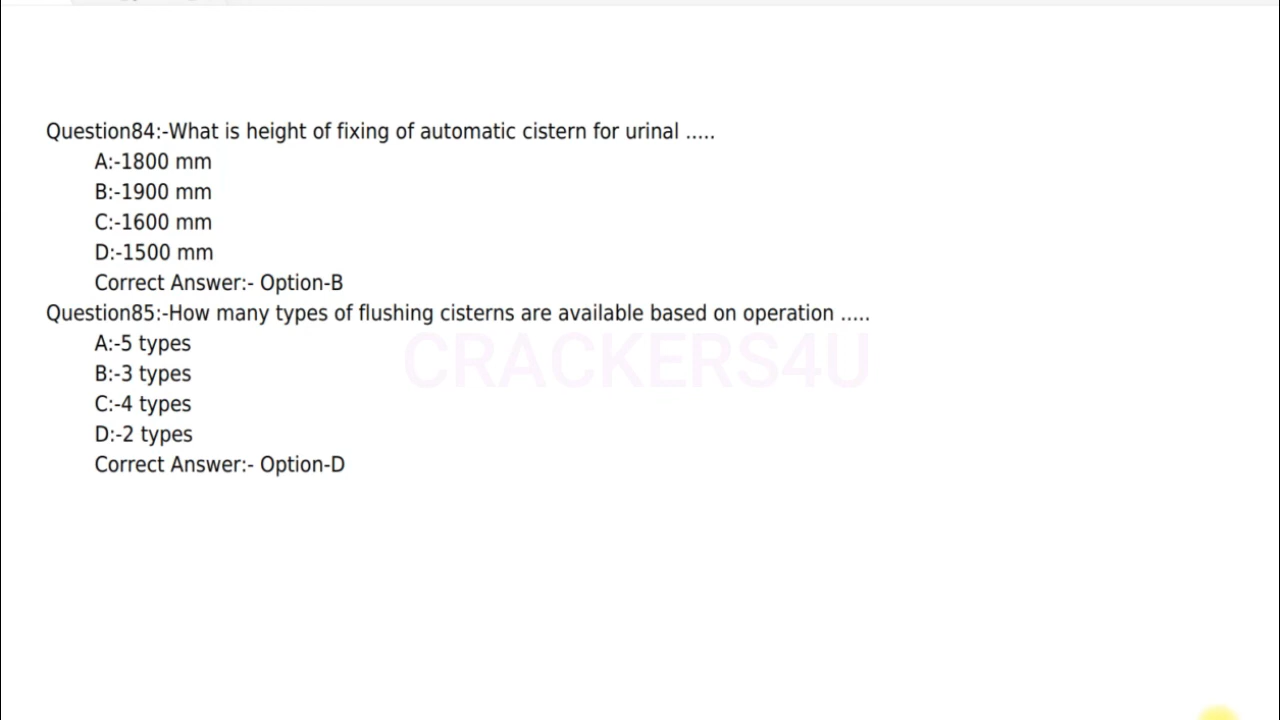 Question84:-What is height of fixing of automatic cistern for urinal .....
A:-1800 mm
B:-1900 mm
C:-1600 mm
D:-1500 mm
Correct Answer:- Option-B
Question85:-How many types of flushing cisterns are available based on operation .....
A:-5 types
B:-3 types
C:-4 types
D:-2 types
Correct Answer:- Option-D
CRACKERS4U